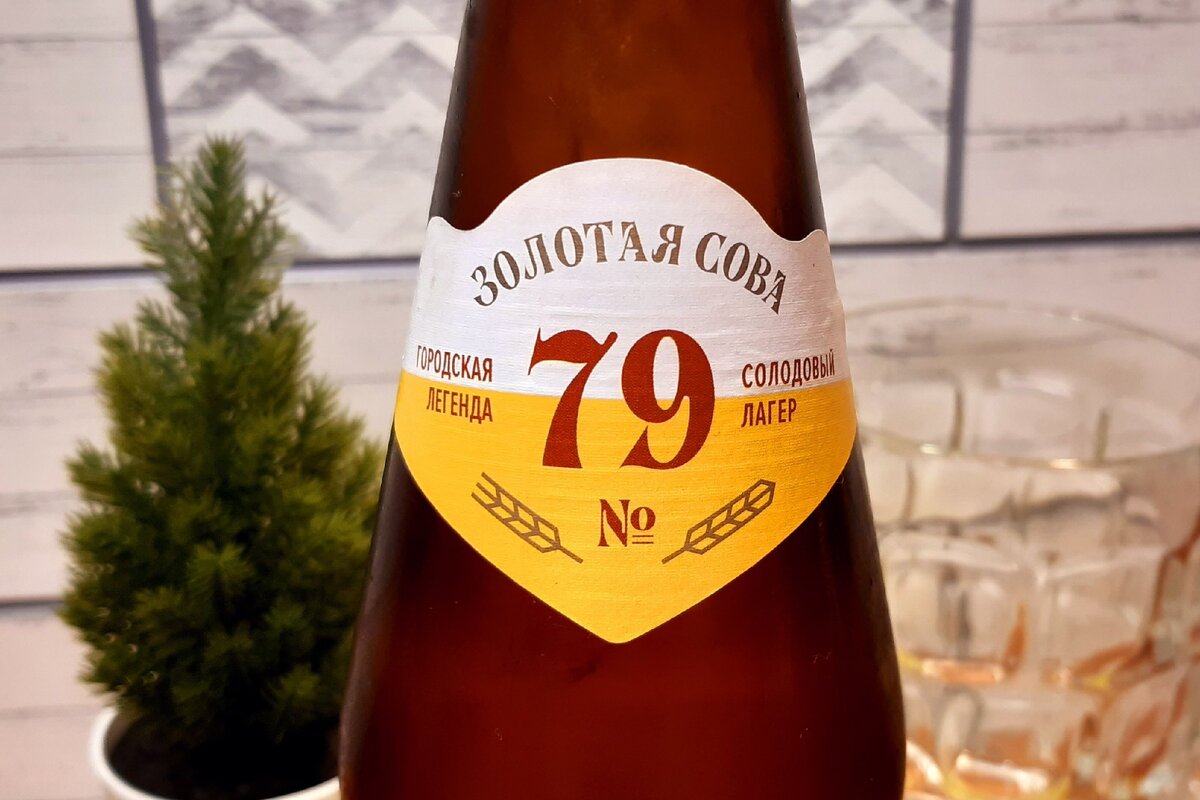 ЗОЛОТАЯ СОВА
ГОРОДСКАЯ
ЛЕГЕНДА
79
СОЛОДОВЫЙ
ЛАГЕР
№